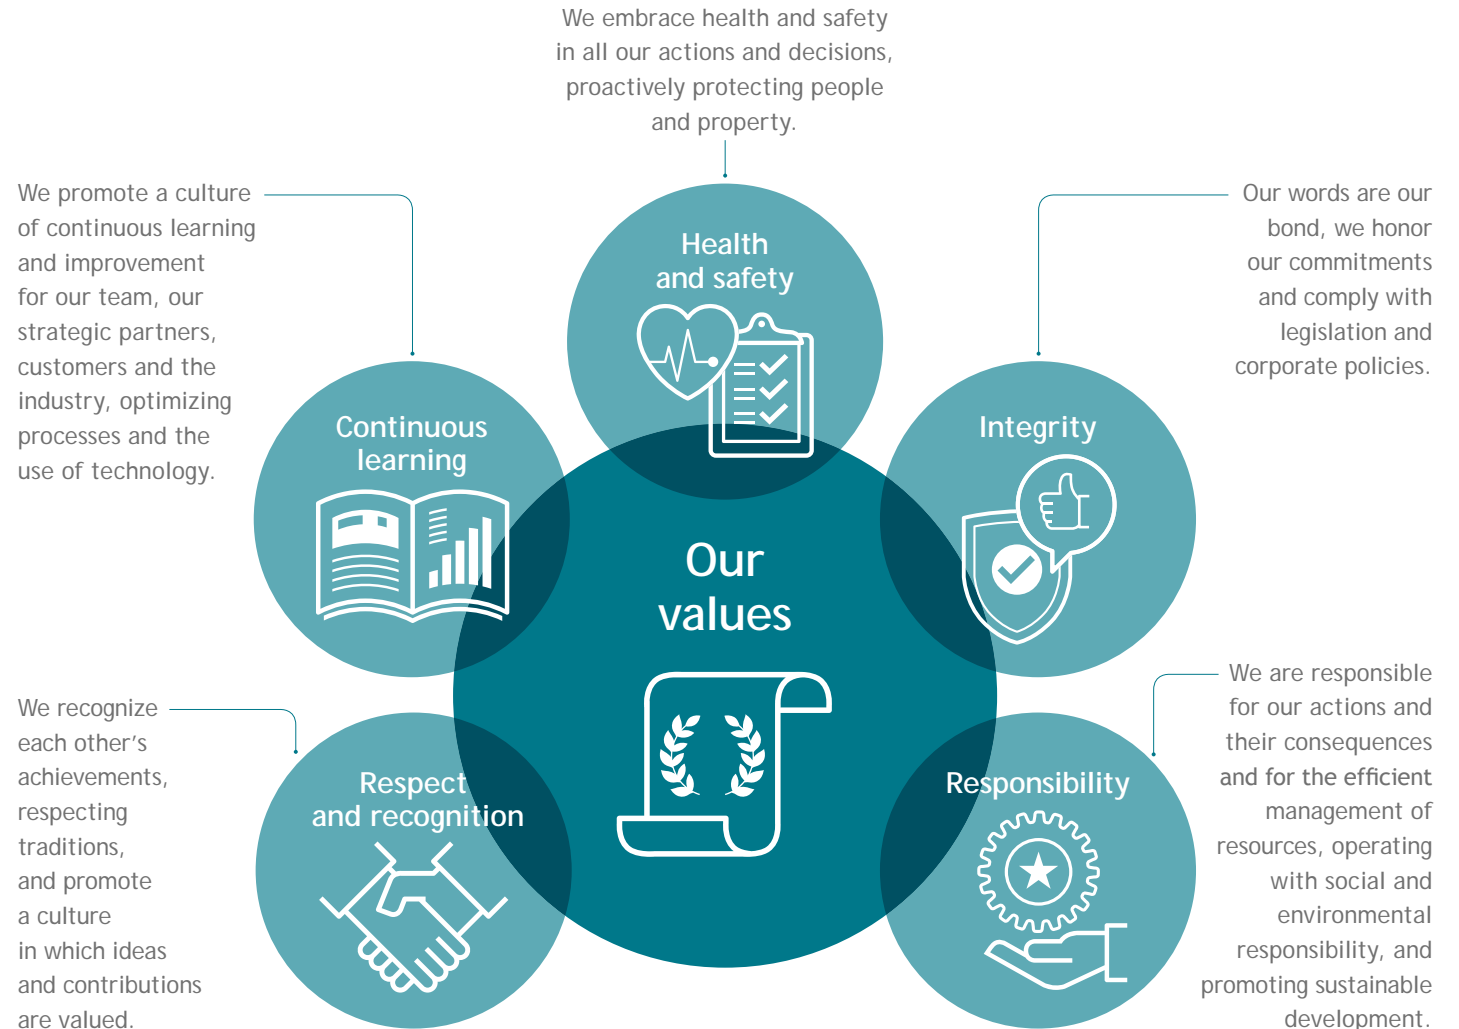 We embrace health and safety
in all our actions and decisions,
proactively protecting people
and property.
We promote a culture
of continuous learning
and improvement
for our team, our
strategic partners,
customers and the
industry, optimizing
processes and the
use of technology.
Our words are our
bond, we honor
our commitments
and comply with
legislation and
corporate policies.
Health
and safety
Continuous
learning
Integrity
Our
values
We recognize
each other's
achievements,
respecting
traditions,
and promote
a culture
in which ideas
and contributions
are valued.
Respect
and recognition
Responsibility
We are responsible
for our actions and
their consequences
and for the efficient
management of
resources, operating
with social and
environmental
responsibility, and
promoting sustainable
development.